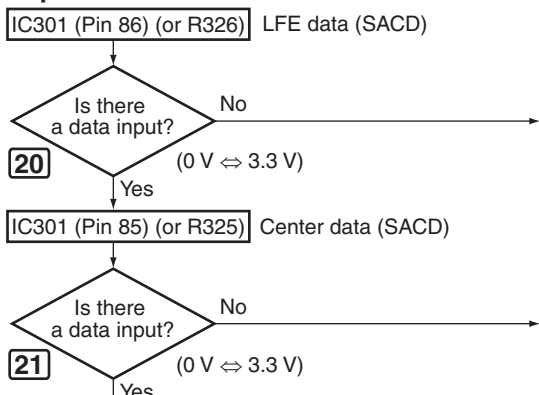 IC301 (Pin 86) (or R326) LFE data (SACD)
Is there
a data input?
No
20
(0 V ⇔ 3.3 V)
Yes
IC301 (Pin 85) (or R325) Center data (SACD)
Is there
a data input?
No
21
(0 V ⇔ 3.3 V)
Yes